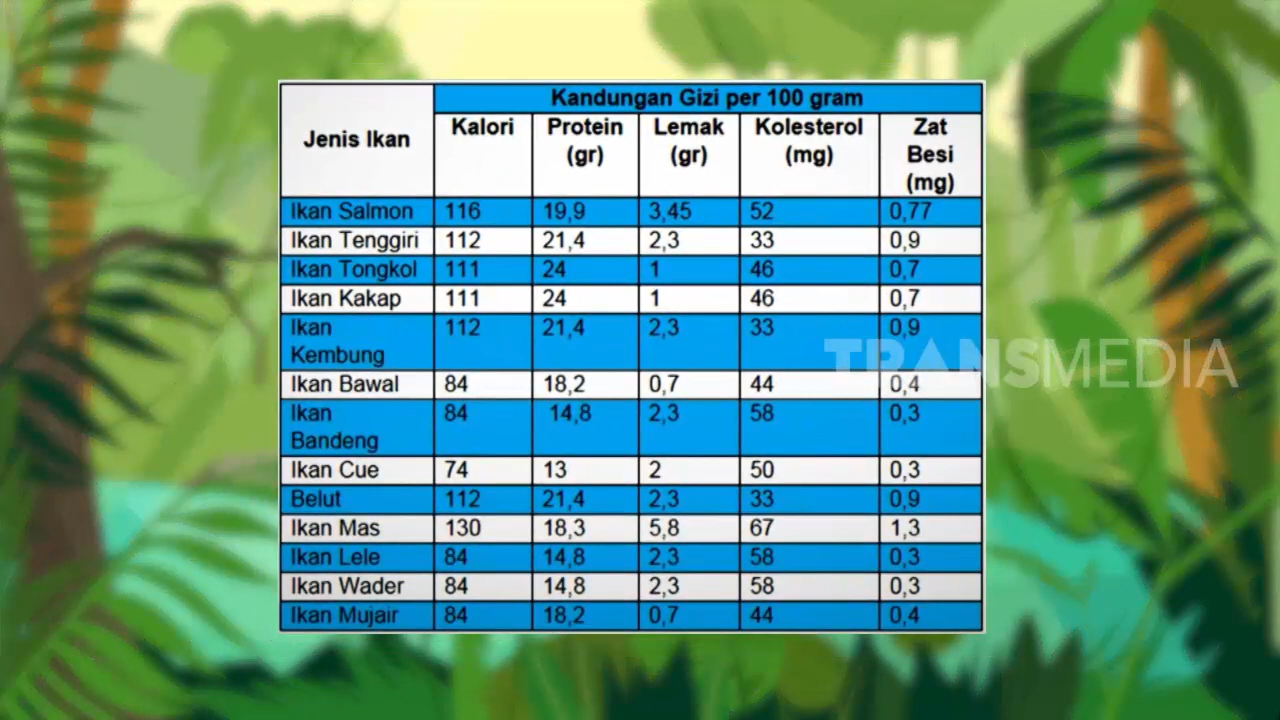 Kandungan Gizi per 100 gram
Jenis Ikan Kalori Protein (gr) Lemak (gr) Kolesterol (mg) Zat Besi (mg)
Ikan Salmon 116 19,9 3,45 52 0,77
Ikan Tenggiri 112 21,4 2,3 33 0,9
Ikan Tongkol 111 24 1 46 0,7
Ikan Kakap 111 24 1 46 0,7
Ikan Kembung 112 21,4 2,3 33 0,9
Ikan Bawal 84 18,2 0,7 44 0,4
Ikan Bandeng 84 14,8 2,3 58 0,3
Ikan Cue 74 13 2 50 0,3
Belut 112 21,4 2,3 33 0,9
Ikan Mas 130 18,3 5,8 67 1,3
Ikan Lele 84 14,8 2,3 58 0,3
Ikan Wader 84 14,8 2,3 58 0,3
Ikan Mujair 84 18,2 0,7 44 0,4
TRANSMEDIA